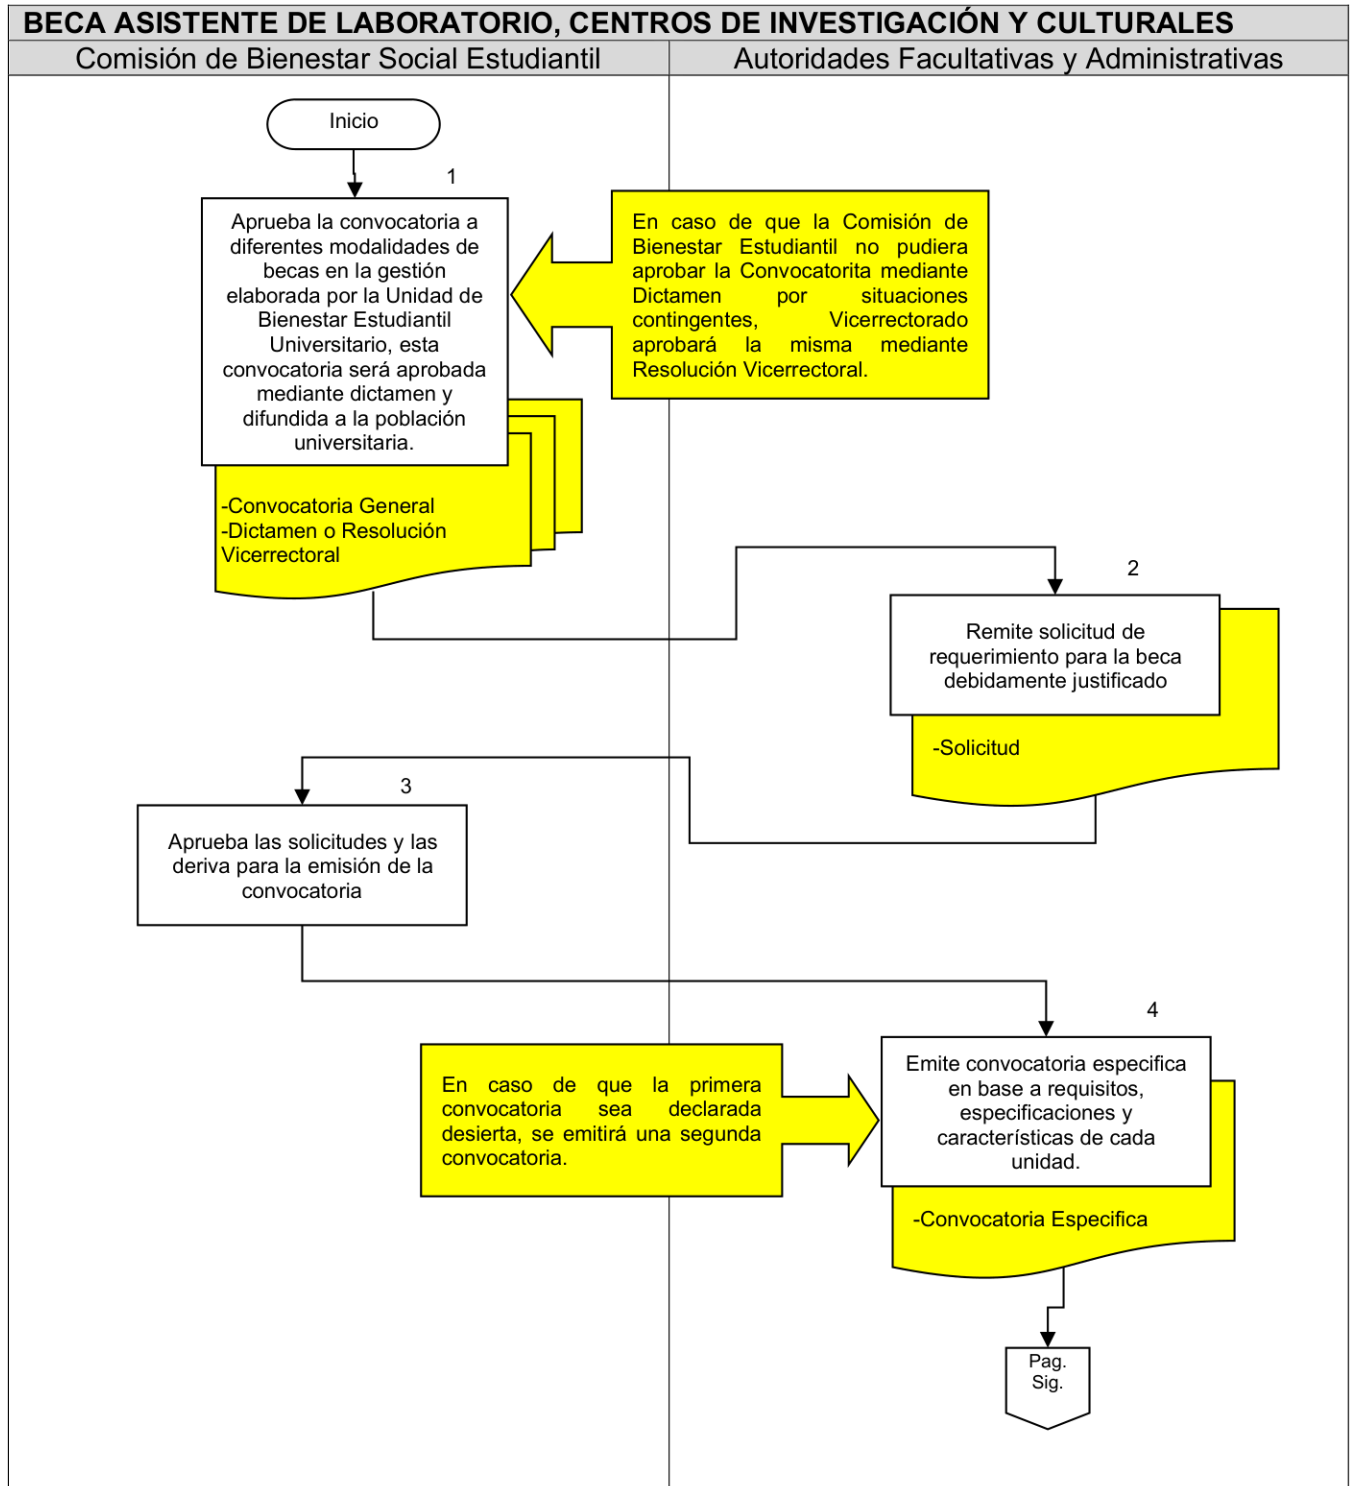 BECA ASISTENTE DE LABORATORIO, CENTROS DE INVESTIGACIÓN Y CULTURALES
Comisión de Bienestar Social Estudiantil
Autoridades Facultativas y Administrativas
Inicio
1
Aprueba la convocatoria a
diferentes modalidades de
becas en la gestión
elaborada por la Unidad de
Bienestar Estudiantil
Universitario, esta
convocatoria será aprobada
mediante dictamen y
difundida a la población
universitaria.
En caso de que la Comisión de
Bienestar Estudiantil no pudiera
aprobar la Convocatorita mediante
Dictamen por situaciones
contingentes, Vicerrectorado
aprobará la misma mediante
Resolución Vicerrectoral.
-Convocatoria General
-Dictamen o Resolución
Vicerrectoral
2
Remite solicitud de
requerimiento para la beca
debidamente justificado
-Solicitud
3
Aprueba las solicitudes y las
deriva para la emisión de la
convocatoria
4
Emite convocatoria especifica
en base a requisitos,
especificaciones y
características de cada
unidad.
En caso de que la primera
convocatoria sea declarada
desierta, se emitirá una segunda
convocatoria.
-Convocatoria Especifica
Pag.
Sig.